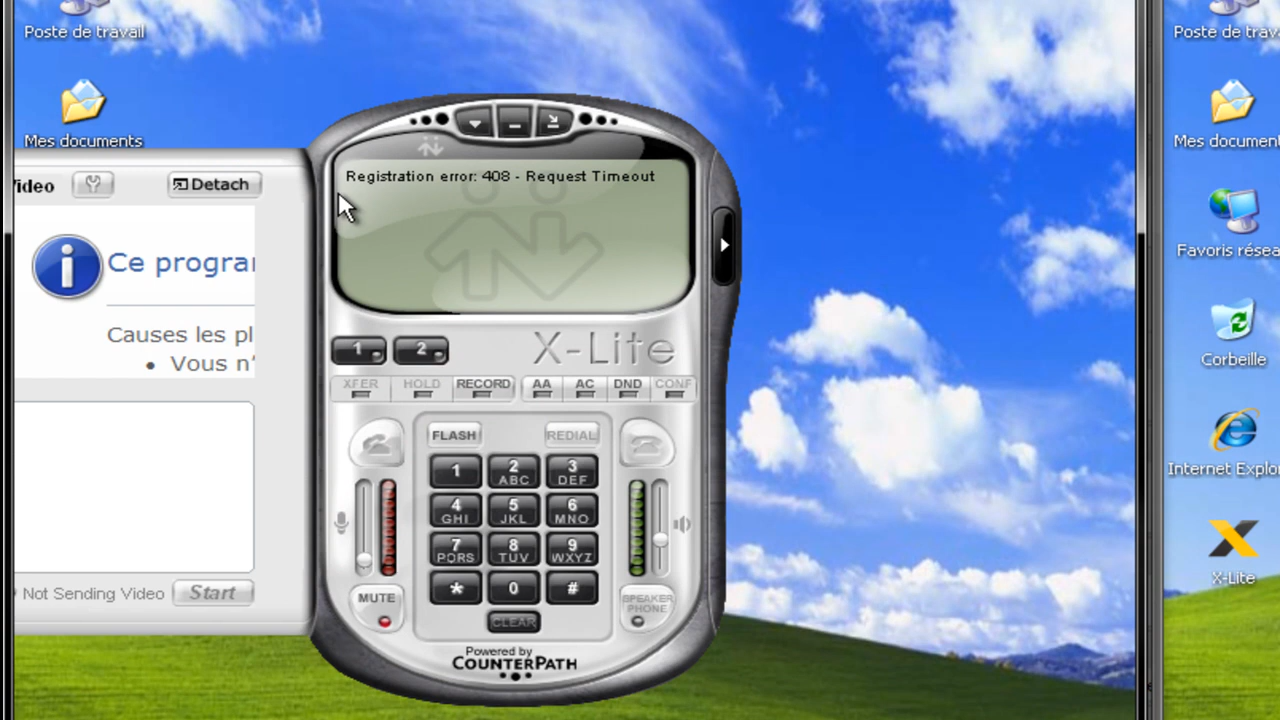 Poste de travail
Mes documents
Video
Detach
Ce progra
Causes les pl
• Vous n'
Not Sending Video
Start
Registration error: 408 - Request Timeout
1
2
X-Lite
XFER
HOLD
RECORD
AA
AC
DND
CONF
FLASH
REDIAL
1
2 ABC
3 DEF
4 GHI
5 JKL
6 MNO
7 PQRS
8 TUV
9 WXYZ
*
0
#
MUTE
CLEAR
SPEAKER
PHONE
Powered by
COUNTERPATH
Poste de trava
Mes document
Favoris résea
Corbeille
Internet Explor
X-Lite